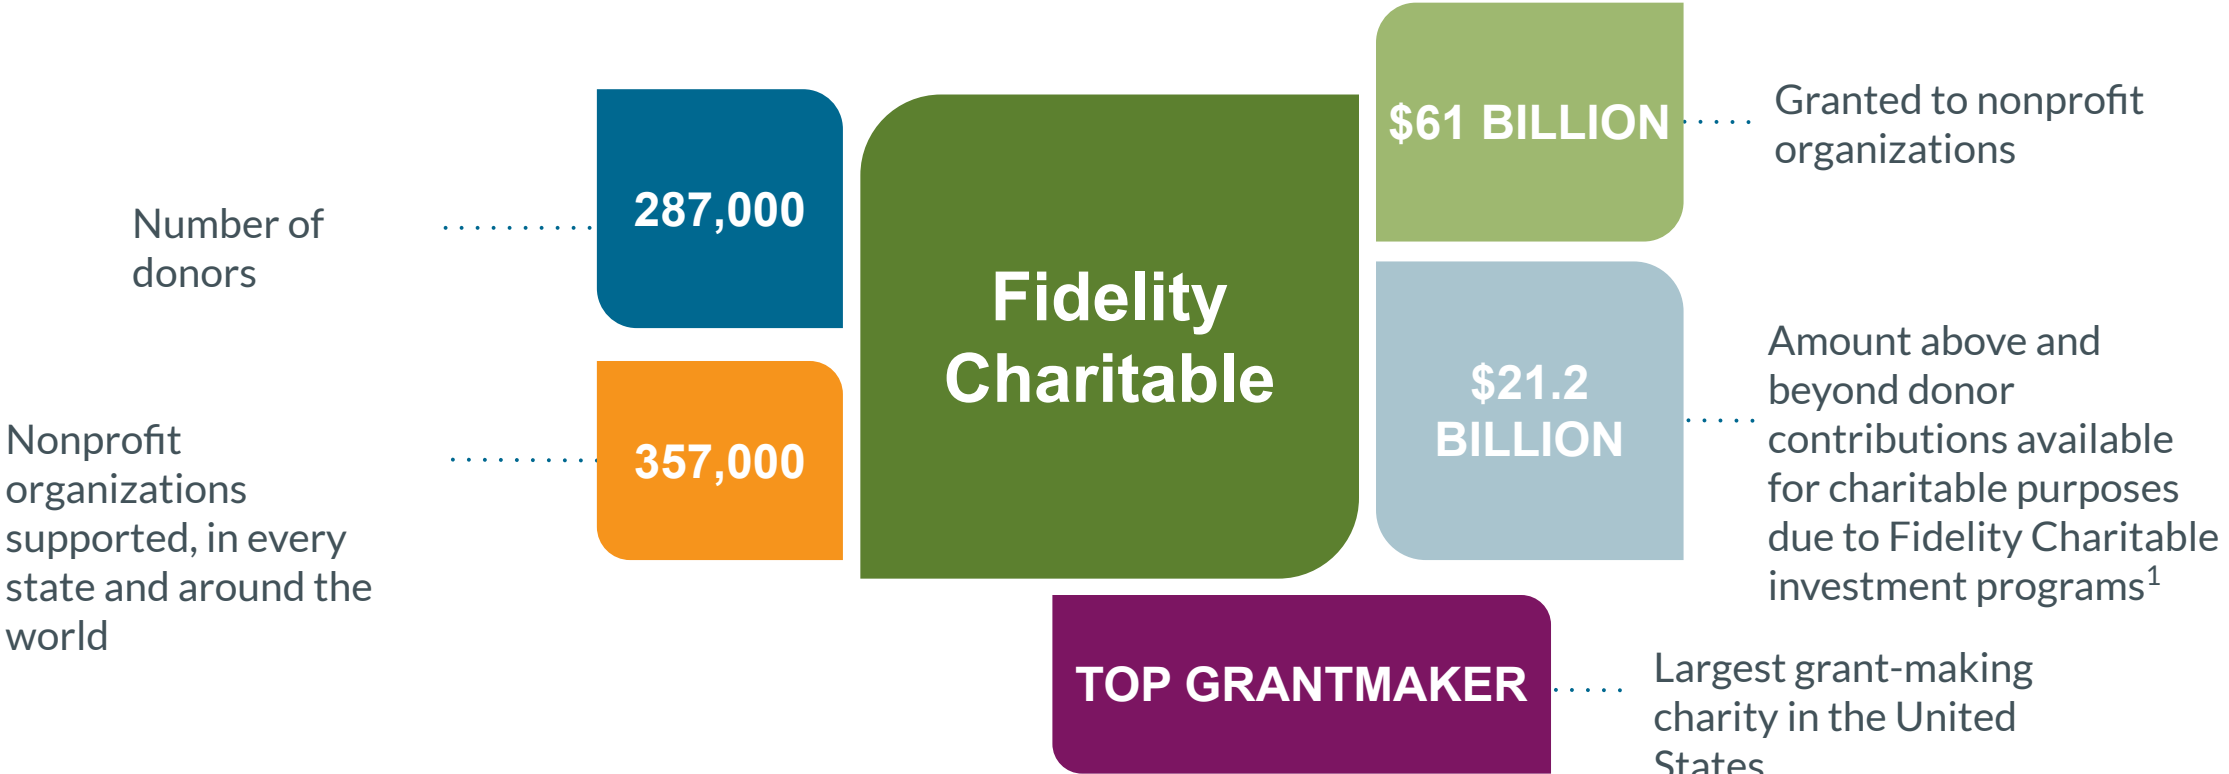 Number of
donors
287,000
Nonprofit
organizations
supported, in every
state and around the
world
357,000
Fidelity
Charitable
$61 BILLION
Granted to nonprofit
organizations
$21.2
BILLION
Amount above and
beyond donor
contributions available
for charitable purposes
due to Fidelity Charitable
investment programs1
TOP GRANTMAKER
Largest grant-making
charity in the United
States